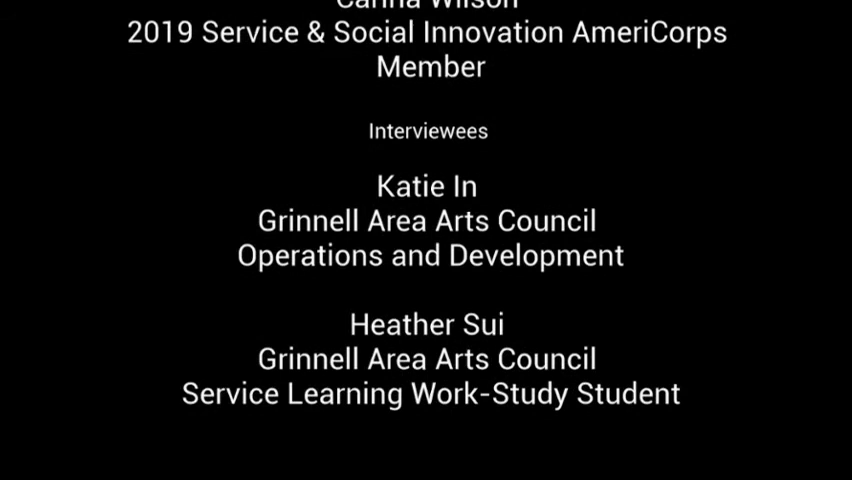 Wilson
2019 Service & Social Innovation AmeriCorps
Member
Interviewees
Katie In
Grinnell Area Arts Council
Operations and Development
Heather Sui
Grinnell Area Arts Council
Service Learning Work-Study Student